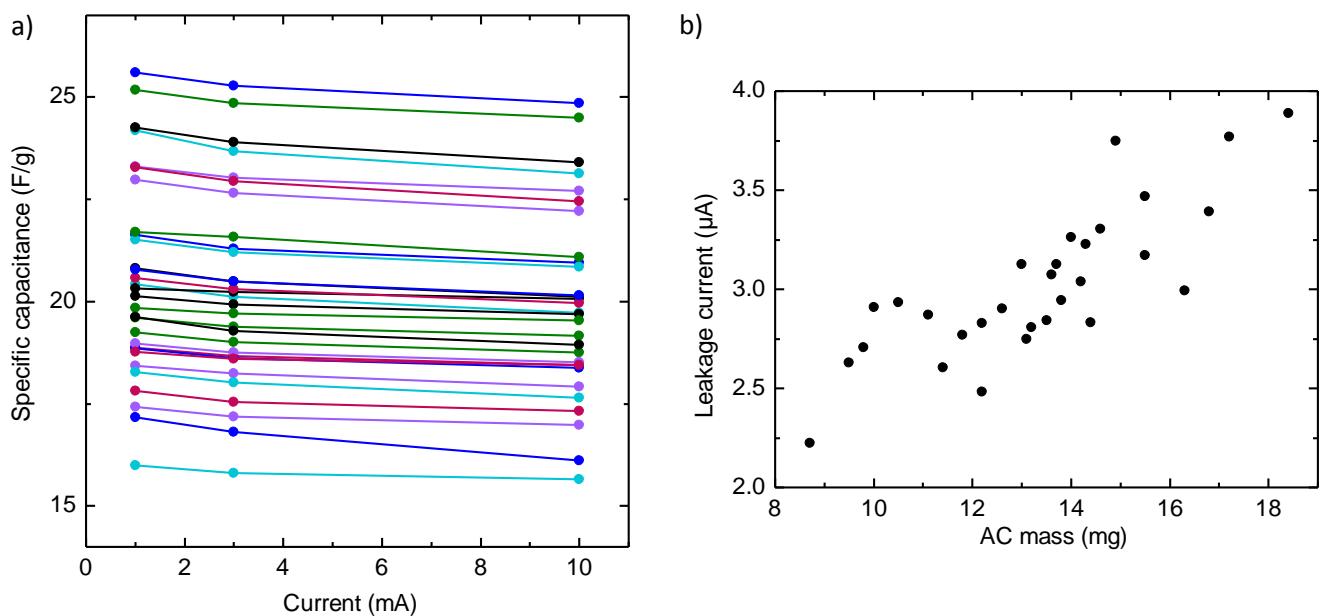 a)
25
20
15
Specific capacitance (F/g)
0 2 4 6 8 10
Current (mA)
b)
4.0
3.5
3.0
2.5
2.0
Leakage current (µA)
8 10 12 14 16 18
AC mass (mg)